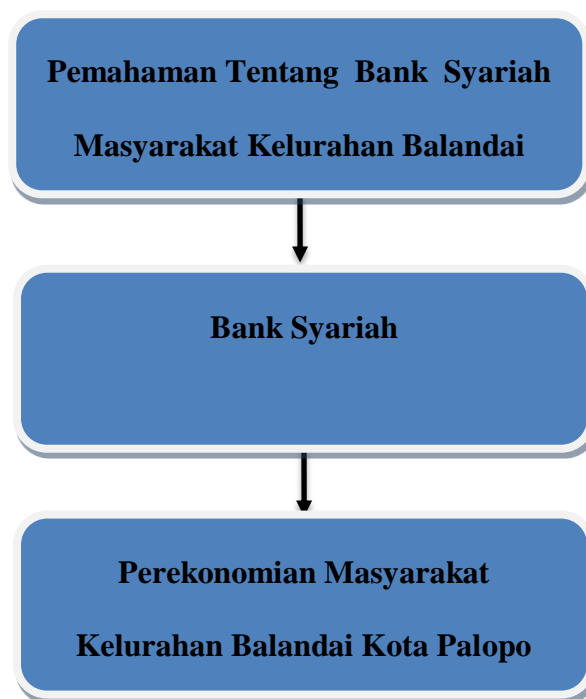 Pemahaman Tentang Bank Syariah
Masyarakat Kelurahan Balandai
Bank Syariah
Perekonomian Masyarakat
Kelurahan Balandai Kota Palopo